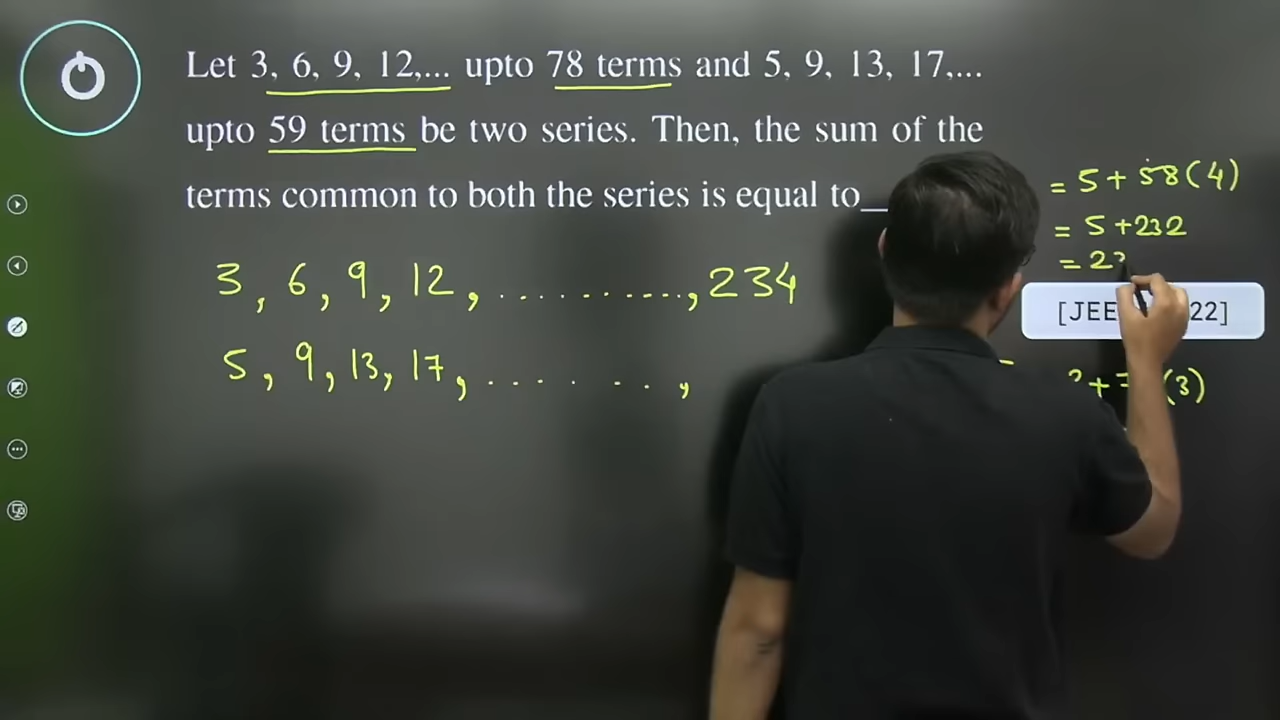 Let 3, 6, 9, 12,... upto 78 terms and 5, 9, 13, 17,...
upto 59 terms be two series. Then, the sum of the
terms common to both the series is equal to__
= 5 + 58 ( 4 )
= 5 + 232
= 2
[JEE 22]
3 , 6 , 9 , 12 , .......... , 234
5 , 9 , 13 , 17 , ...... ,
+ (3)